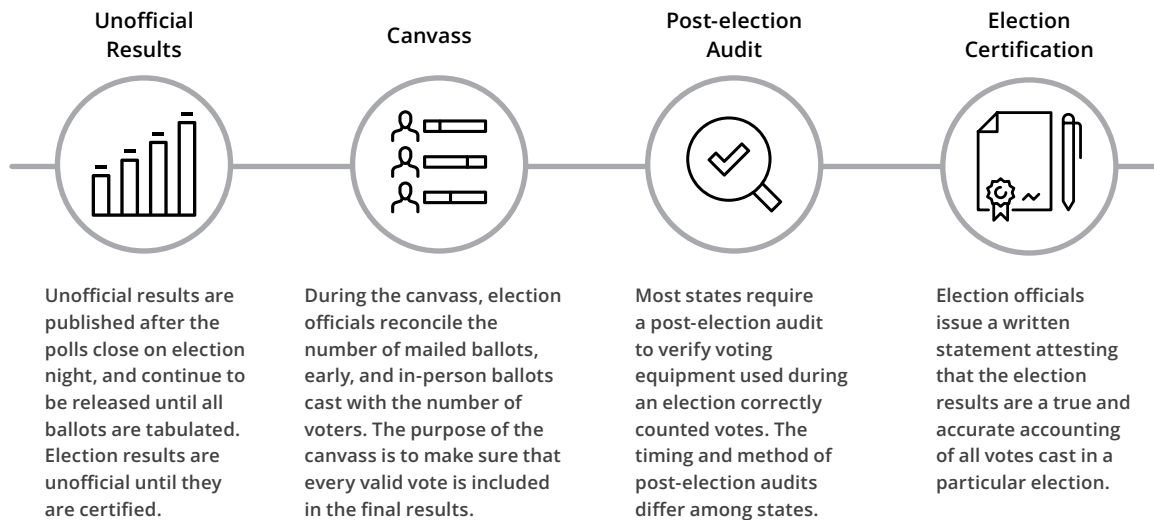 Unofficial
Results
Unofficial results are
published after the
polls close on election
night, and continue to
be released until all
ballots are tabulated.
Election results are
unofficial until they
are certified.
Canvass
During the canvass, election
officials reconcile the
number of mailed ballots,
early, and in-person ballots
cast with the number of
voters. The purpose of the
canvass is to make sure that
every valid vote is included
in the final results.
Post-election
Audit
Most states require
a post-election audit
to verify voting
equipment used during
an election correctly
counted votes. The
timing and method of
post-election audits
differ among states.
Election
Certification
Election officials
issue a written
statement attesting
that the election
results are a true and
accurate accounting
of all votes cast in a
particular election.